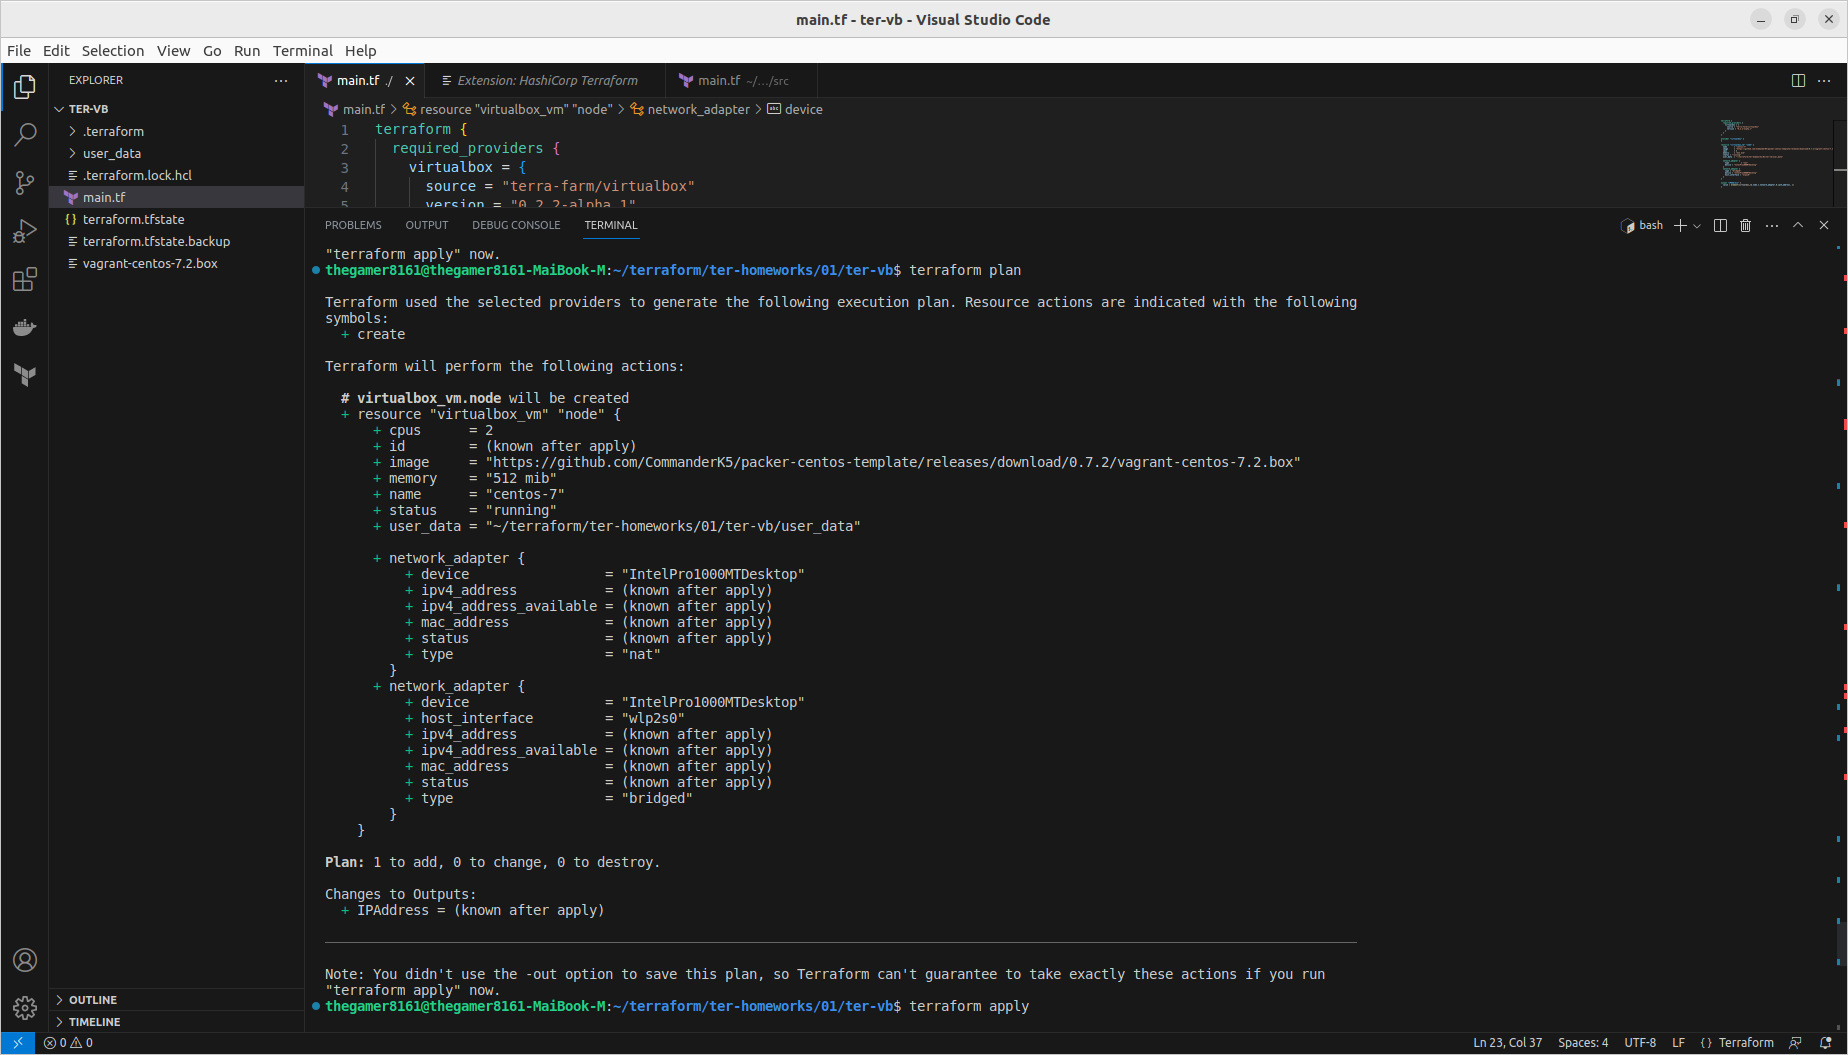 main.tf - ter-vb - Visual Studio Code
File Edit Selection View Go Run Terminal Help
EXPLORER
TER-VB
.terraform
user_data
.terraform.lock.hcl
main.tf
terraform.tfstate
terraform.tfstate.backup
vagrant-centos-7.2.box
OUTLINE
TIMELINE
main.tf ./ Extension: HashiCorp Terraform main.tf ~/.../src
main.tf > resource "virtualbox_vm" "node" > network_adapter > device
1 terraform {
2 required_providers {
3 virtualbox = {
4 source = "terra-farm/virtualbox"
5 version = "0.2.2-alpha.1"
PROBLEMS OUTPUT DEBUG CONSOLE TERMINAL bash
"terraform apply" now.
thegamer8161@thegamer8161-MaiBook-M:~/terraform/ter-homeworks/01/ter-vb$ terraform plan
Terraform used the selected providers to generate the following execution plan. Resource actions are indicated with the following
symbols:
+ create
Terraform will perform the following actions:
# virtualbox_vm.node will be created
+ resource "virtualbox_vm" "node" {
+ cpus = 2
+ id = (known after apply)
+ image = "https://github.com/CommanderK5/packer-centos-template/releases/download/0.7.2/vagrant-centos-7.2.box"
+ memory = "512 mib"
+ name = "centos-7"
+ status = "running"
+ user_data = "~/terraform/ter-homeworks/01/ter-vb/user_data"
+ network_adapter {
+ device = "IntelPro1000MTDesktop"
+ ipv4_address = (known after apply)
+ ipv4_address_available = (known after apply)
+ mac_address = (known after apply)
+ status = (known after apply)
+ type = "nat"
}
+ network_adapter {
+ device = "IntelPro1000MTDesktop"
+ host_interface = "wlp2s0"
+ ipv4_address = (known after apply)
+ ipv4_address_available = (known after apply)
+ mac_address = (known after apply)
+ status = (known after apply)
+ type = "bridged"
}
}
Plan: 1 to add, 0 to change, 0 to destroy.
Changes to Outputs:
+ IPAddress = (known after apply)
Note: You didn't use the -out option to save this plan, so Terraform can't guarantee to take exactly these actions if you run
"terraform apply" now.
thegamer8161@thegamer8161-MaiBook-M:~/terraform/ter-homeworks/01/ter-vb$ terraform apply
0 0 Ln 23, Col 37 Spaces: 4 UTF-8 LF {} Terraform